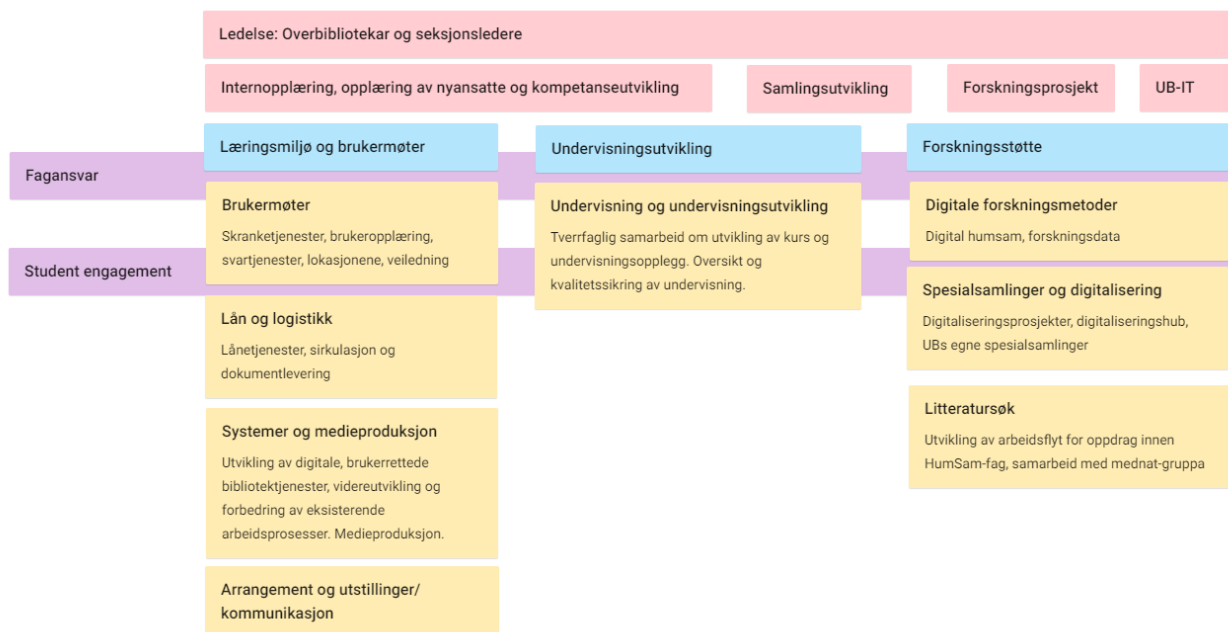 Ledelse: Overbibliotekar og seksjonsledere
Internopplæring, opplæring av nyansatte og kompetanseutvikling
Samlingsutvikling
Forskningsprosjekt
UB-IT
Læringsmiljø og brukermøter
Undervisningsutvikling
Forskningsstøtte
Fagansvar
Brukermøter
Skranketjenester, brukeropplæring,
svartjenester, lokasjonene, veiledning
Undervisning og undervisningsutvikling
Tverrfaglig samarbeid om utvikling av kurs og
undervisningsopplegg. Oversikt og
kvalitetssikring av undervisning.
Digitale forskningsmetoder
Digital humsam, forskningsdata
Student engagement
Spesialsamlinger og digitalisering
Digitaliseringsprosjekter, digitaliseringshub,
UBs egne spesialsamlinger
Lån og logistikk
Lånetjenester, sirkulasjon og
dokumentlevering
Litteratursøk
Utvikling av arbeidsflyt for oppdrag innen
HumSam-fag, samarbeid med mednat-gruppa
Systemer og medieproduksjon
Utvikling av digitale, brukerrettede
bibliotektjenester, videreutvikling og
forbedring av eksisterende
arbeidsprosesser. Medieproduksjon.
Arrangement og utstillinger/
kommunikasjon